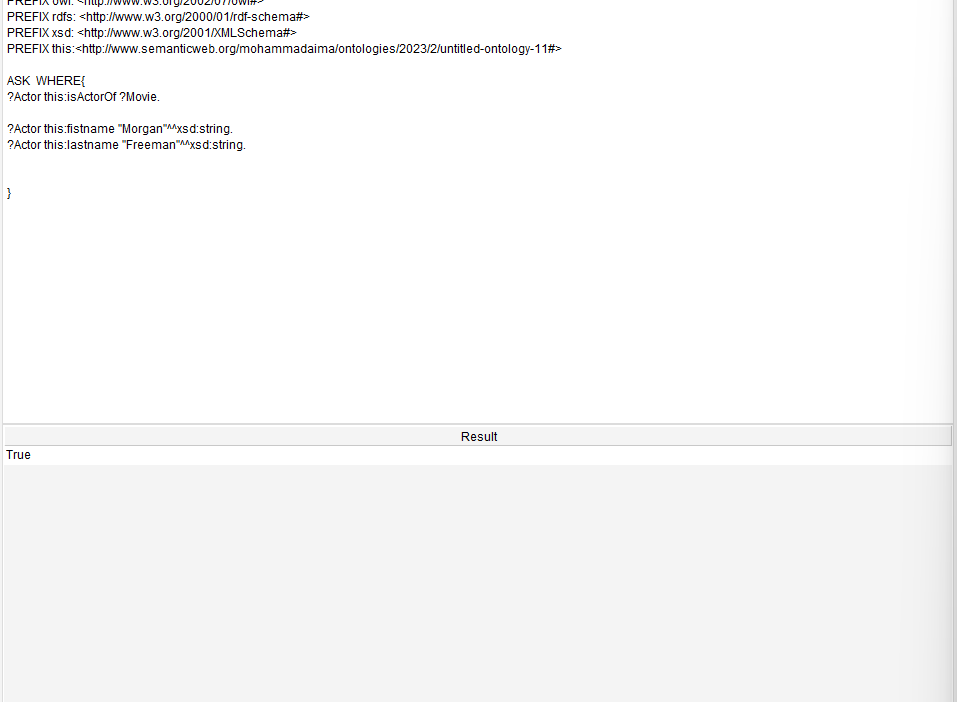 PREFIX owl: <http://www.w3.org/2002/07/owl#>
PREFIX rdfs: <http://www.w3.org/2000/01/rdf-schema#>
PREFIX xsd: <http://www.w3.org/2001/XMLSchema#>
PREFIX this:<http://www.semanticweb.org/mohammadaima/ontologies/2023/2/untitled-ontology-11#>
ASK  WHERE{
?Actor this:isActorOf ?Movie.
?Actor this:fistname "Morgan"^^xsd:string.
?Actor this:lastname "Freeman"^^xsd:string.
}
Result
True